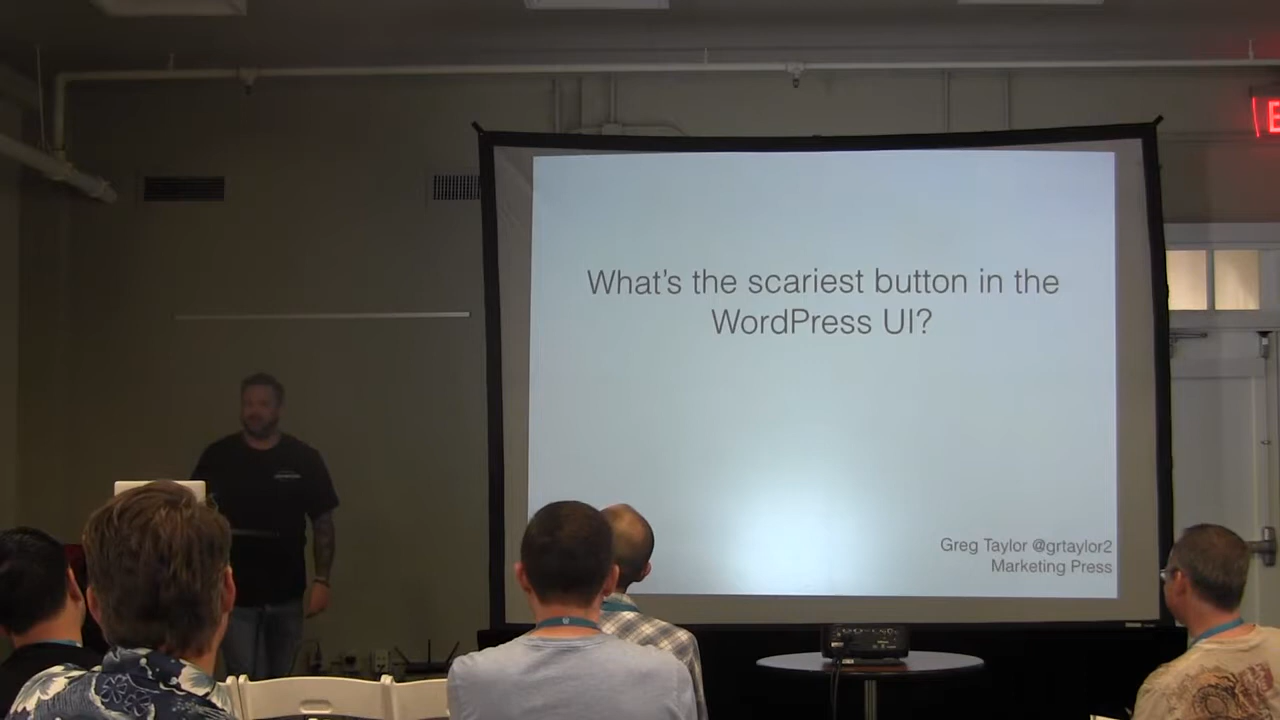 What's the scariest button in the
WordPress UI?
Greg Taylor @grtaylor2
Marketing Press